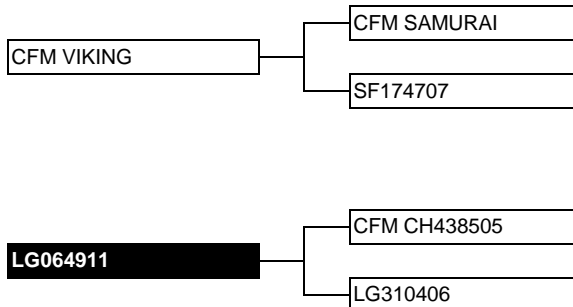 CFM SAMURAI
CFM VIKING
SF174707
CFM CH438505
LG064911
LG310406